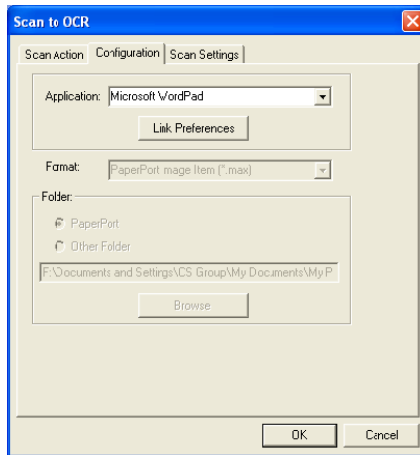 Scan to OCR
Scan Action Configuration Scan Settings
Application: Microsoft WordPad
Link Preferences
Format: PaperPort mage Item (*.max)
Folder:
PaperPort
Other Folder
F:\Documents and Settings\CS Group\My Documents\My P
Browse
OK Cancel